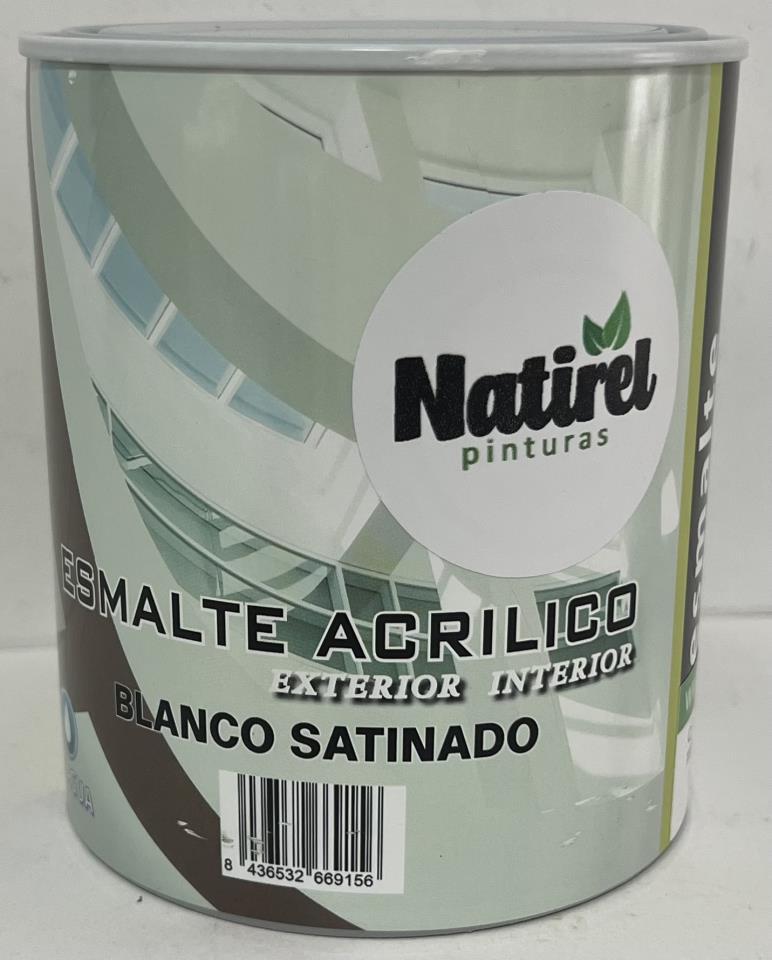 Natirel
pinturas
ESMALTE ACRILICO
EXTERIOR INTERIOR
BLANCO SATINADO
8 436532 669156
esmalte